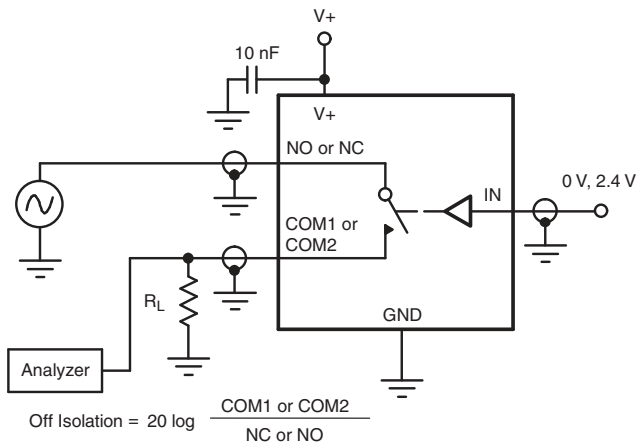 V+
10 nF
V+
NO or NC
0 V, 2.4 V
IN
COM1 or
COM2
RL
GND
Analyzer
Off Isolation = 20 log COM1 or COM2
NC or NO